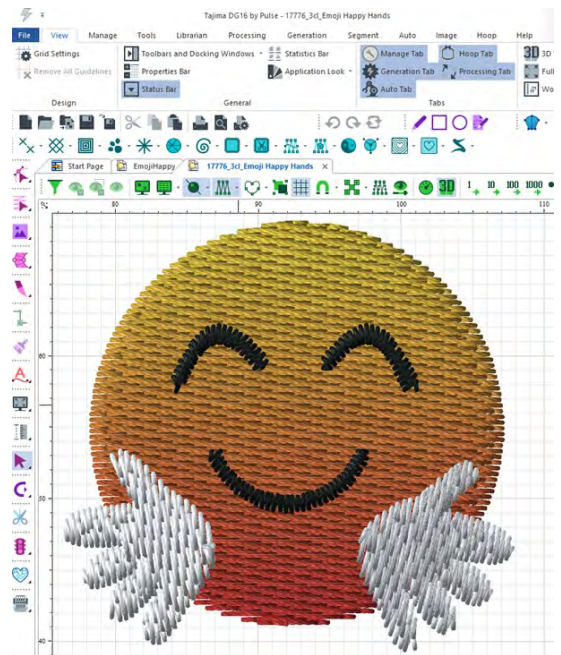 Tajima DG16 by Pulse - 17776_3cl_Emoji Happy Hands
File View Manage Tools Librarian Processing Generation Segment Auto Image Hoop Help
Grid Settings Toolbars and Docking Windows Statistics Bar Manage Tab Hoop Tab 3D
Remove All Guidelines Properties Bar Application Look Generation Tab Processing Tab Full
Status Bar Auto Tab Wo
Design General Tabs
Start Page EmojiHappy 17776_3cl_Emoji Happy Hands X
3D 1 10 100 1000
80 90 100 110
60
50
40